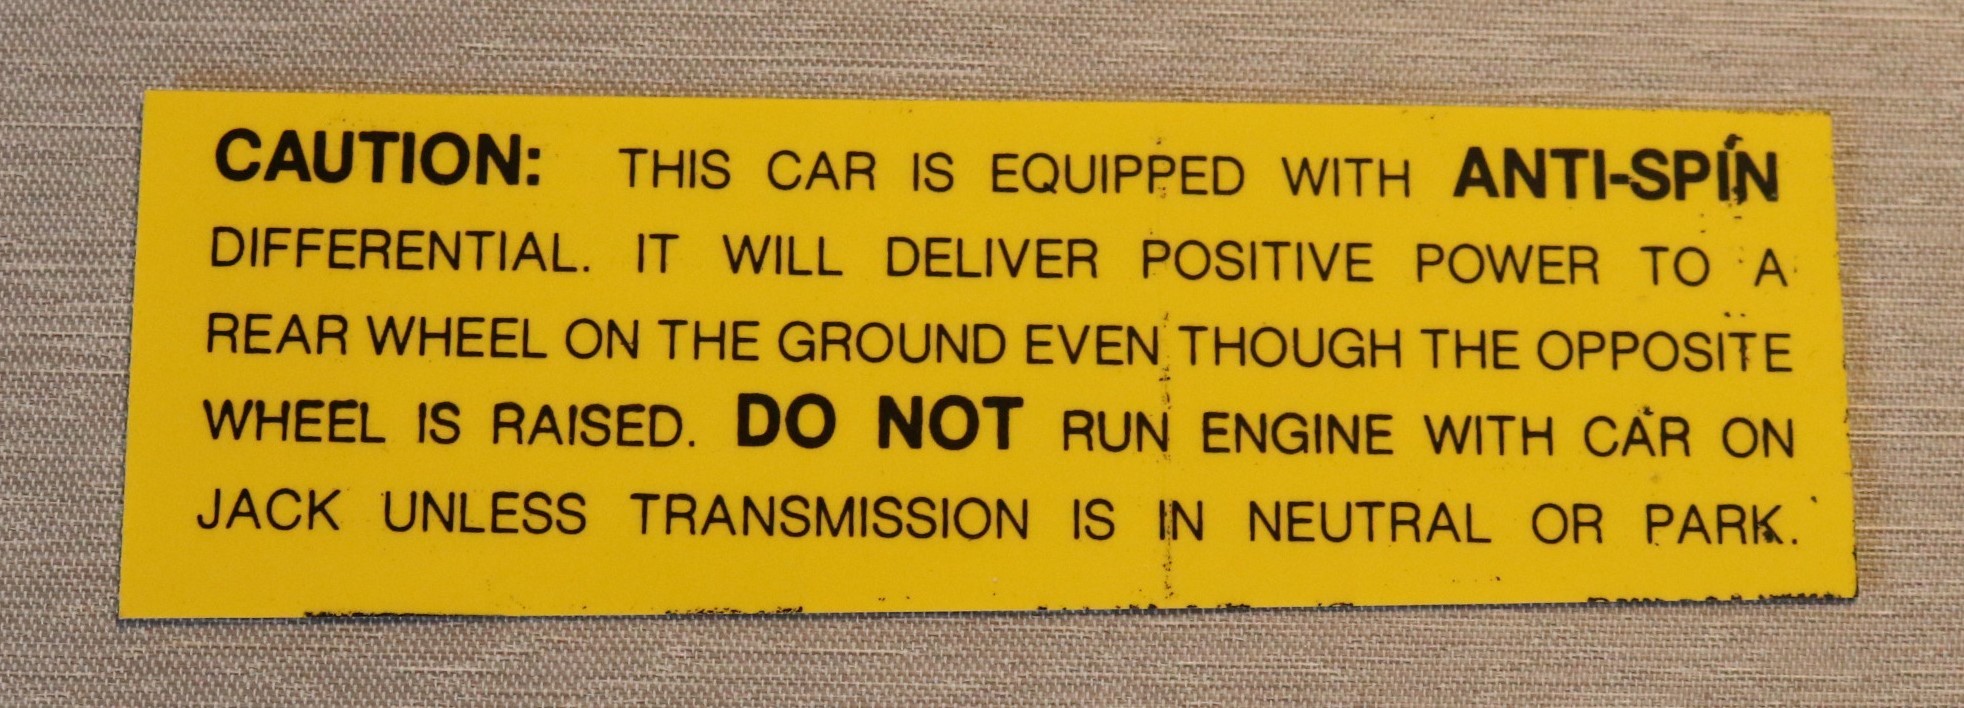 CAUTION: THIS CAR IS EQUIPPED WITH ANTI-SPIN
DIFFERENTIAL. IT WILL DELIVER POSITIVE POWER TO A
REAR WHEEL ON THE GROUND EVEN THOUGH THE OPPOSITE
WHEEL IS RAISED. DO NOT RUN ENGINE WITH CAR ON
JACK UNLESS TRANSMISSION IS IN NEUTRAL OR PARK.